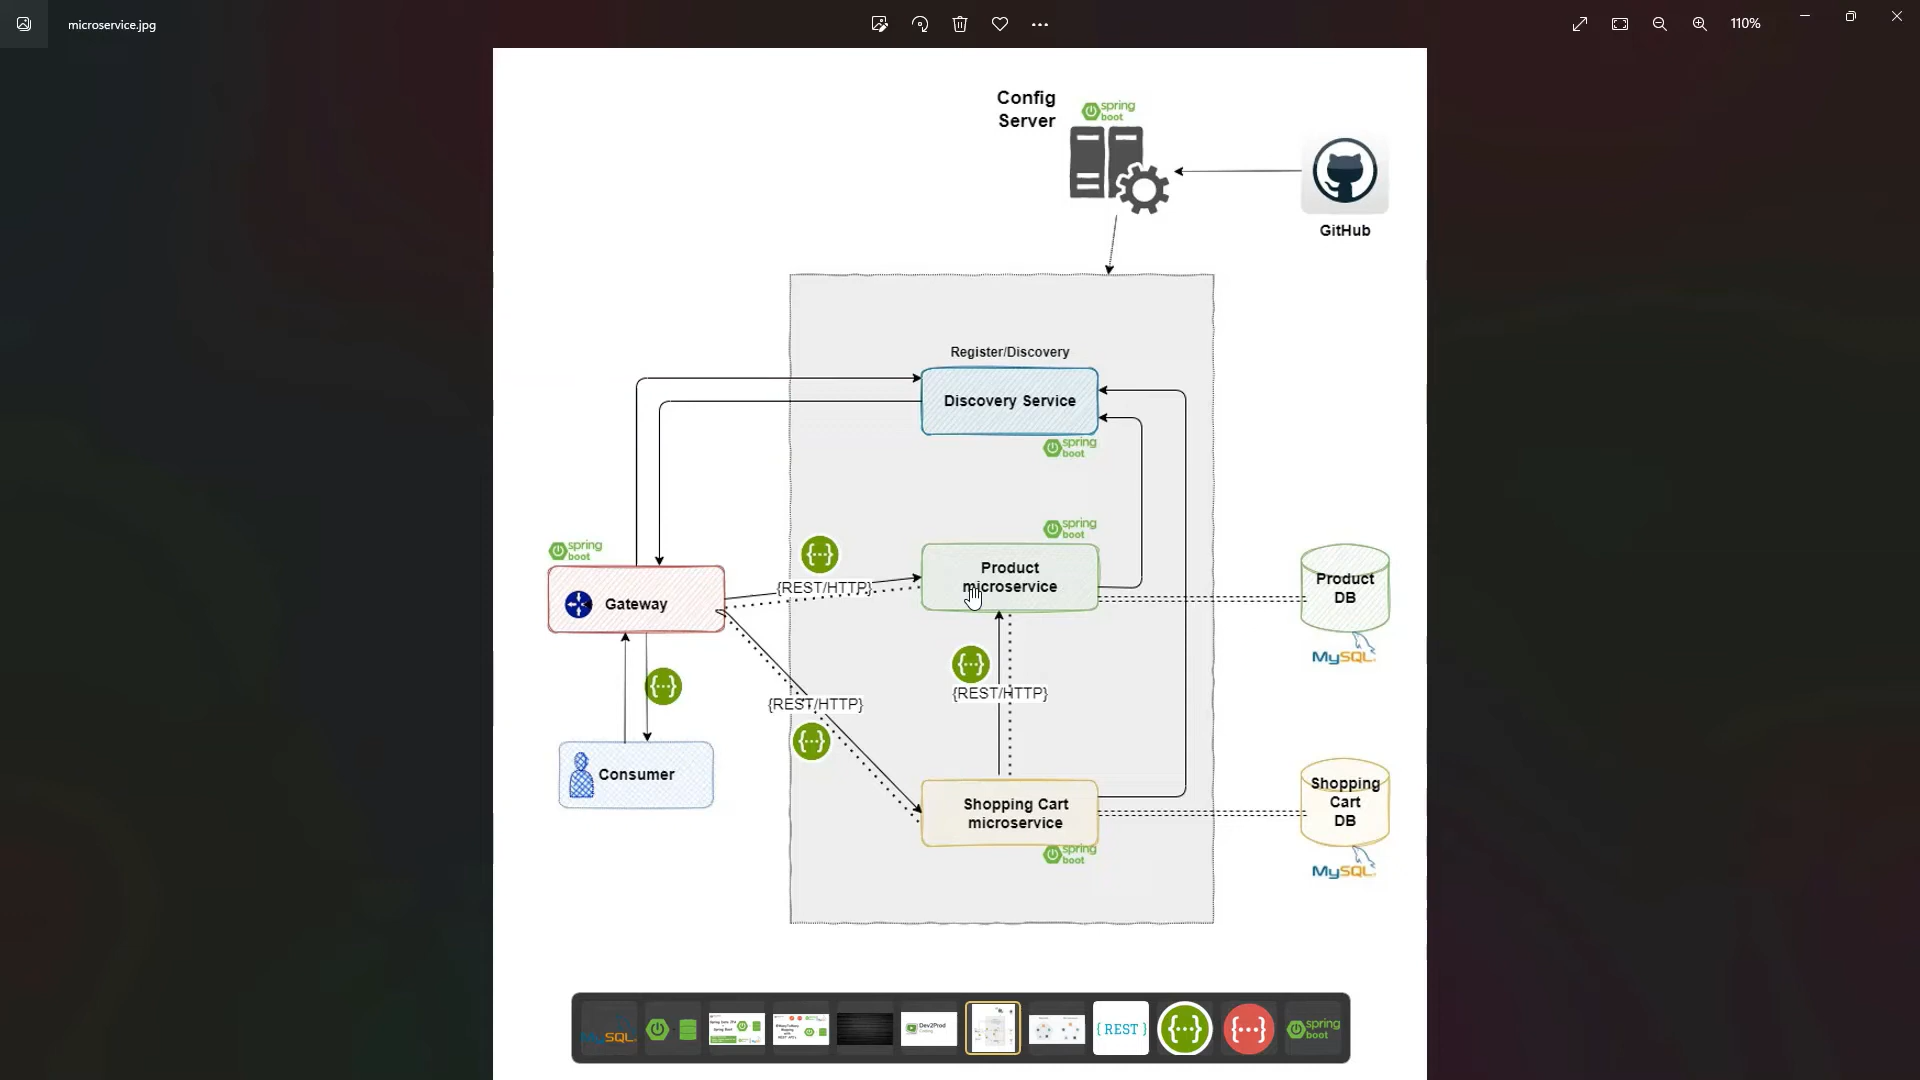 microservice.jpg
110%
Config
Server
spring
boot
GitHub
Register/Discovery
Discovery Service
spring
boot
spring
boot
spring
boot
Product
microservice
Product
DB
{REST/HTTP}
Gateway
MySQL
{REST/HTTP}
{REST/HTTP}
Consumer
Shopping Cart
microservice
Shopping
Cart
DB
spring
boot
MySQL
MySQL
Dev2Prod
{ REST }
spring
boot